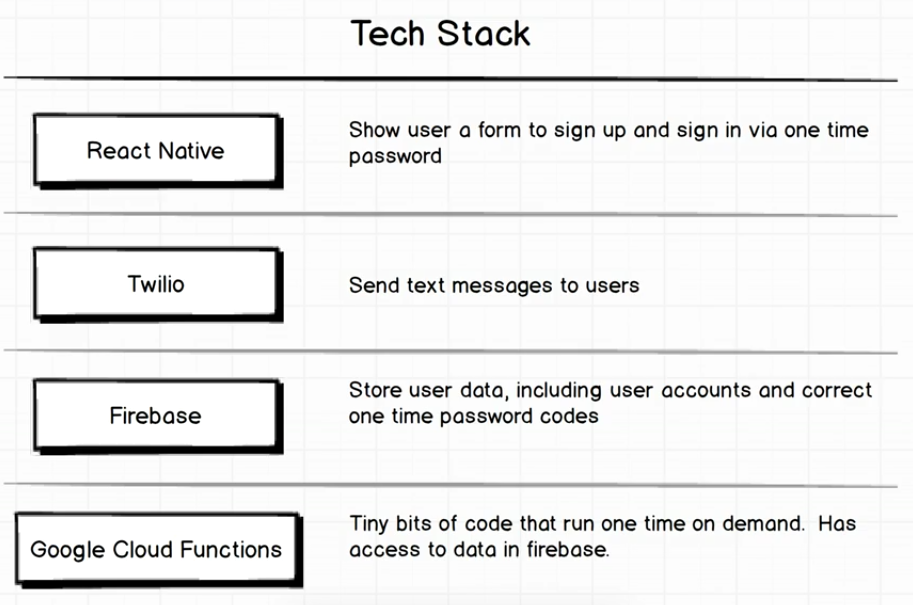 Tech Stack
React Native
Show user a form to sign up and sign in via one time
password
Twilio
Send text messages to users
Firebase
Store user data, including user accounts and correct
one time password codes
Google Cloud Functions
Tiny bits of code that run one time on demand.  Has
access to data in firebase.